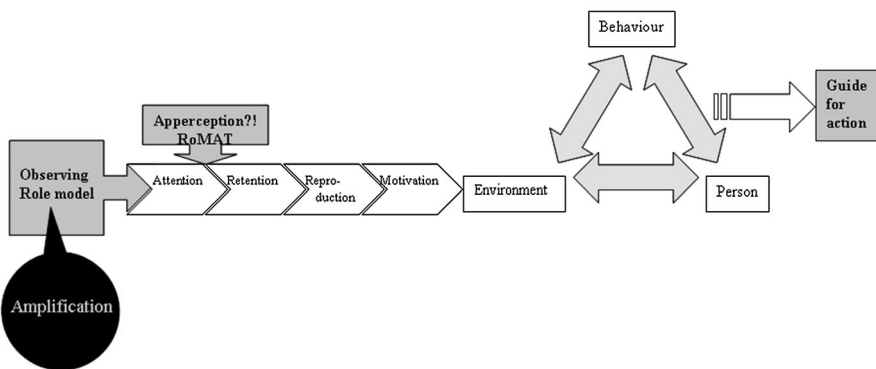 Behaviour
Guide
for
action
Apperception?!
RoMAT
Observing
Role model
Attention
Retention
Repro-
duction
Motivation
Environment
Person
Amplification